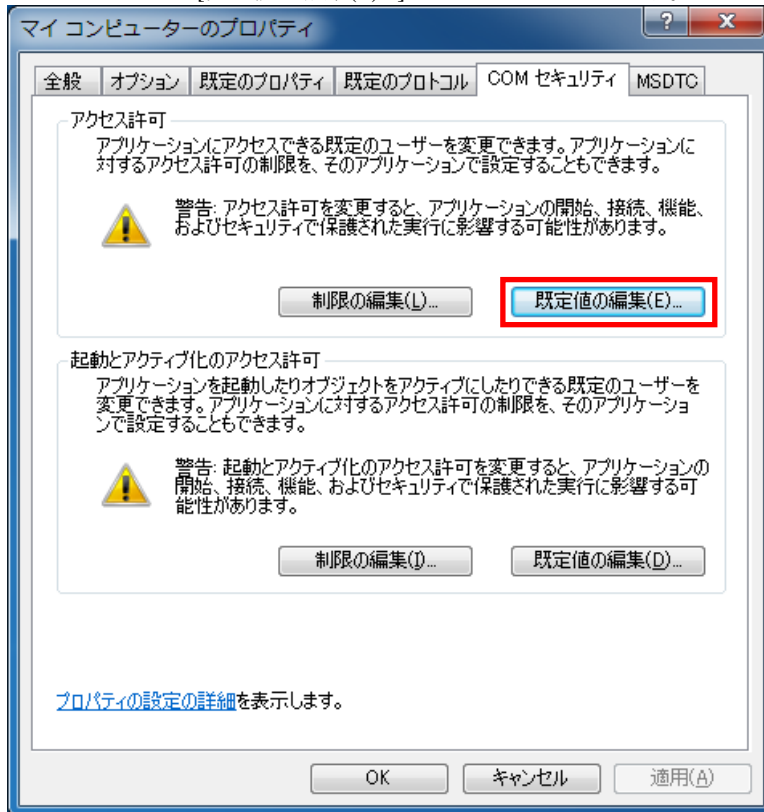 マイ コンピューターのプロパティ
?
X
全般 オプション 既定のプロパティ 既定のプロトコル COM セキュリティ MSDTC
アクセス許可
アプリケーションにアクセスできる既定のユーザーを変更できます。アプリケーションに
対するアクセス許可の制限を、そのアプリケーションで設定することもできます。
警告: アクセス許可を変更すると、アプリケーションの開始、接続、機能、
およびセキュリティで保護された実行に影響する可能性があります。
制限の編集(L)... 既定値の編集(E)...
起動とアクティブ化のアクセス許可
アプリケーションを起動したりオブジェクトをアクティブにしたりできる既定のユーザーを
変更できます。アプリケーションに対するアクセス許可の制限を、そのアプリケーショ
ンで設定することもできます。
警告: 起動とアクティブ化のアクセス許可を変更すると、アプリケーションの
開始、接続、機能、およびセキュリティで保護された実行に影響する可
能性があります。
制限の編集(I)... 既定値の編集(D)...
プロパティの設定の詳細を表示します。
OK キャンセル 適用(A)